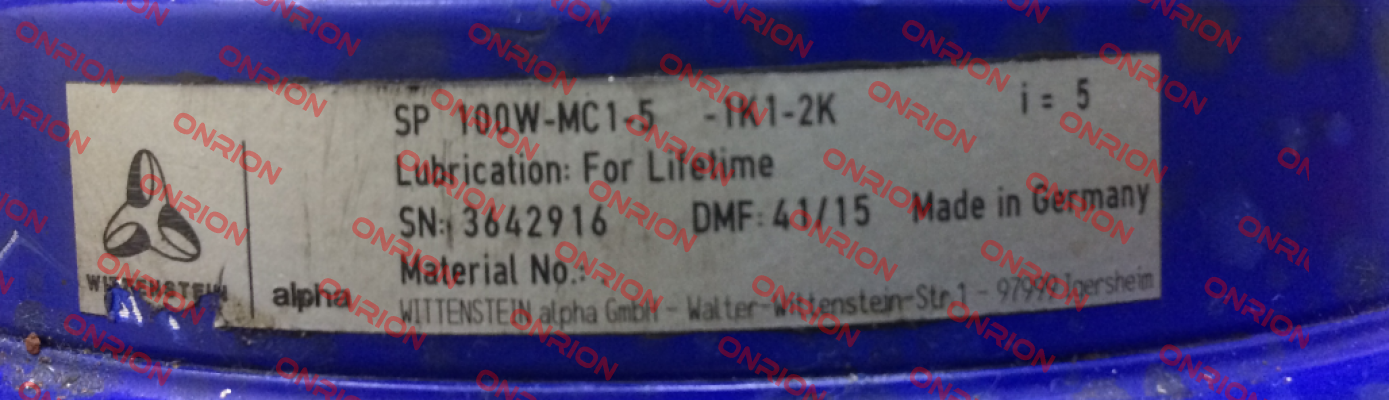 SP 100W-MC1-5 -1K1-2K i = 5
Lubrication: For Lifetime
SN: 3642916 DMF: 41/15 Made in Germany
Material No.:
WITTENSTEIN alpha
WITTENSTEIN alpha GmbH - Walter-Wittenstein-Str.1 - 97999 Igersheim
ONRION